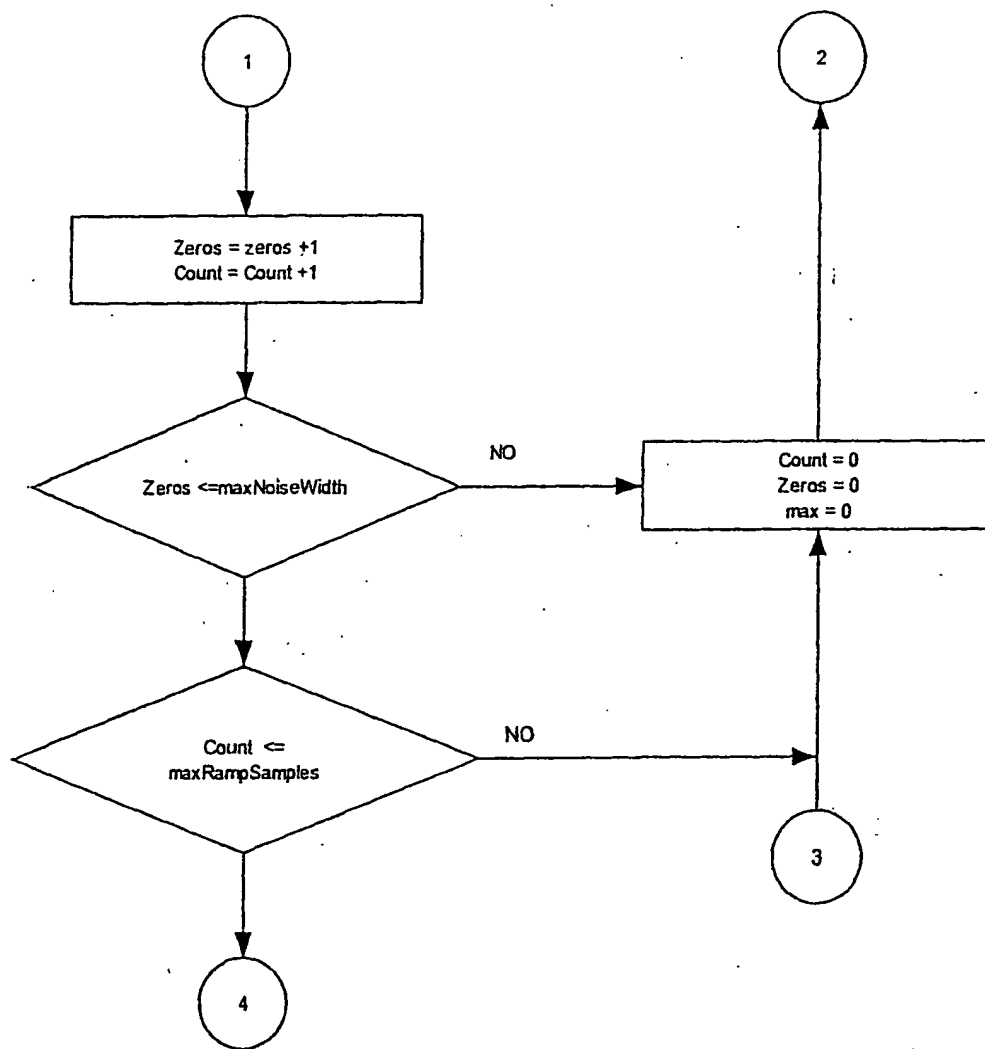 1
2
Zeros = zeros +1
Count = Count +1
Zeros <=maxNoiseWidth
NO
Count = 0
Zeros = 0
max = 0
Count <=
maxRampSamples
NO
3
4